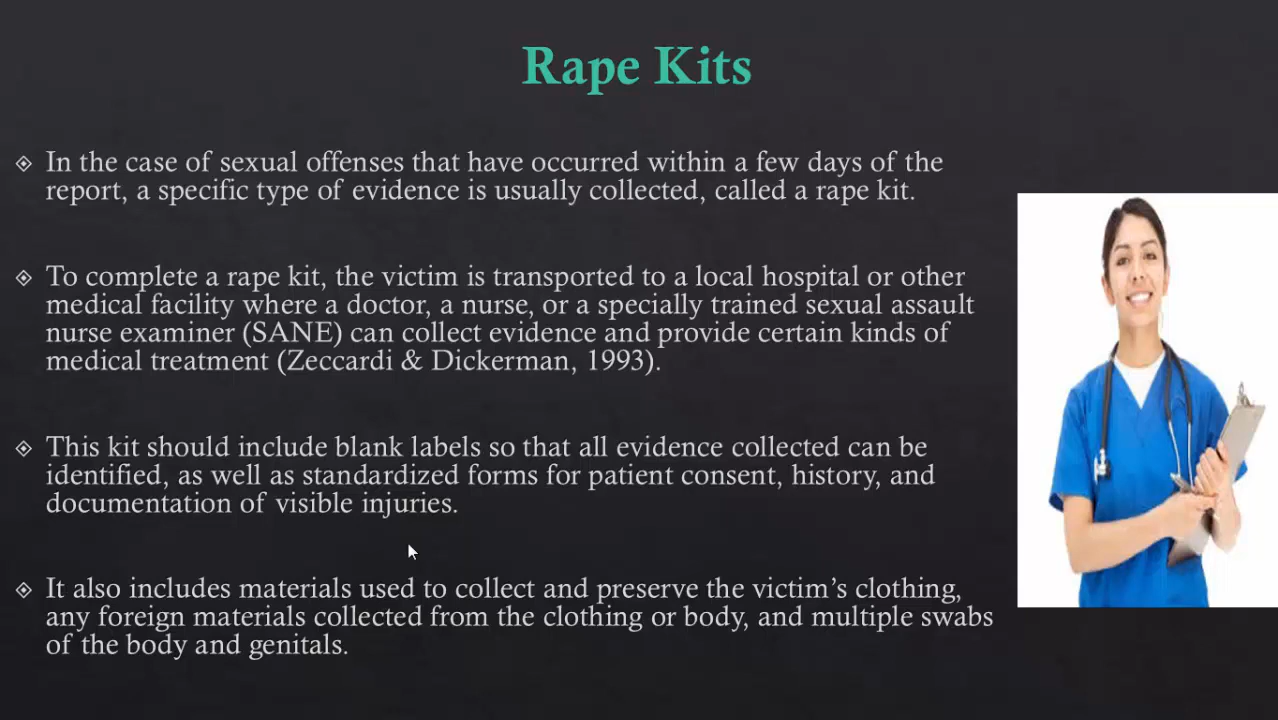 Rape Kits
In the case of sexual offenses that have occurred within a few days of the
report, a specific type of evidence is usually collected, called a rape kit.
To complete a rape kit, the victim is transported to a local hospital or other
medical facility where a doctor, a nurse, or a specially trained sexual assault
nurse examiner (SANE) can collect evidence and provide certain kinds of
medical treatment (Zeccardi & Dickerman, 1993).
This kit should include blank labels so that all evidence collected can be
identified, as well as standardized forms for patient consent, history, and
documentation of visible injuries.
It also includes materials used to collect and preserve the victim’s clothing,
any foreign materials collected from the clothing or body, and multiple swabs
of the body and genitals.